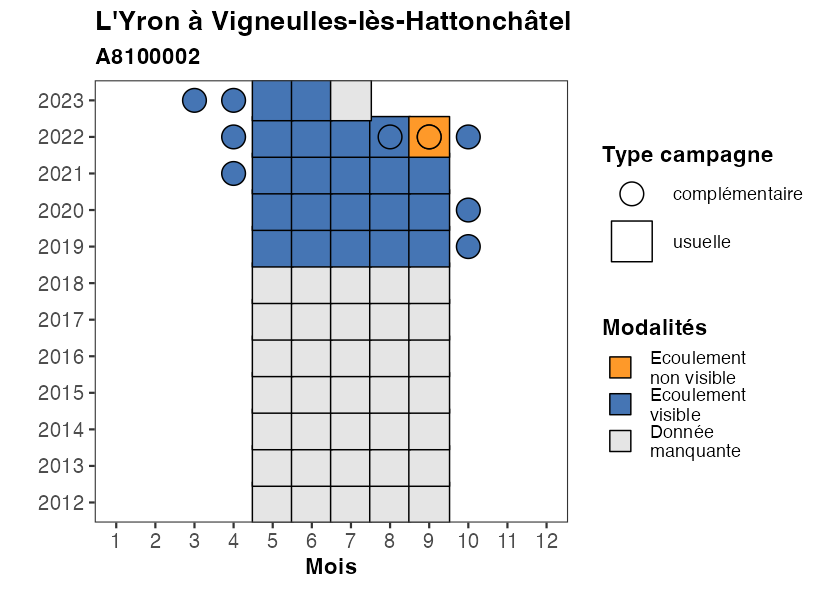 L'Yron à Vigneulles-lès-Hattonchâtel
A8100002
2023
2022
2021
2020
2019
2018
2017
2016
2015
2014
2013
2012
1 2 3 4 5 6 7 8 9 10 11 12
Mois
Type campagne
complémentaire
usuelle
Modalités
Ecoulement
non visible
Ecoulement
visible
Donnée
manquante